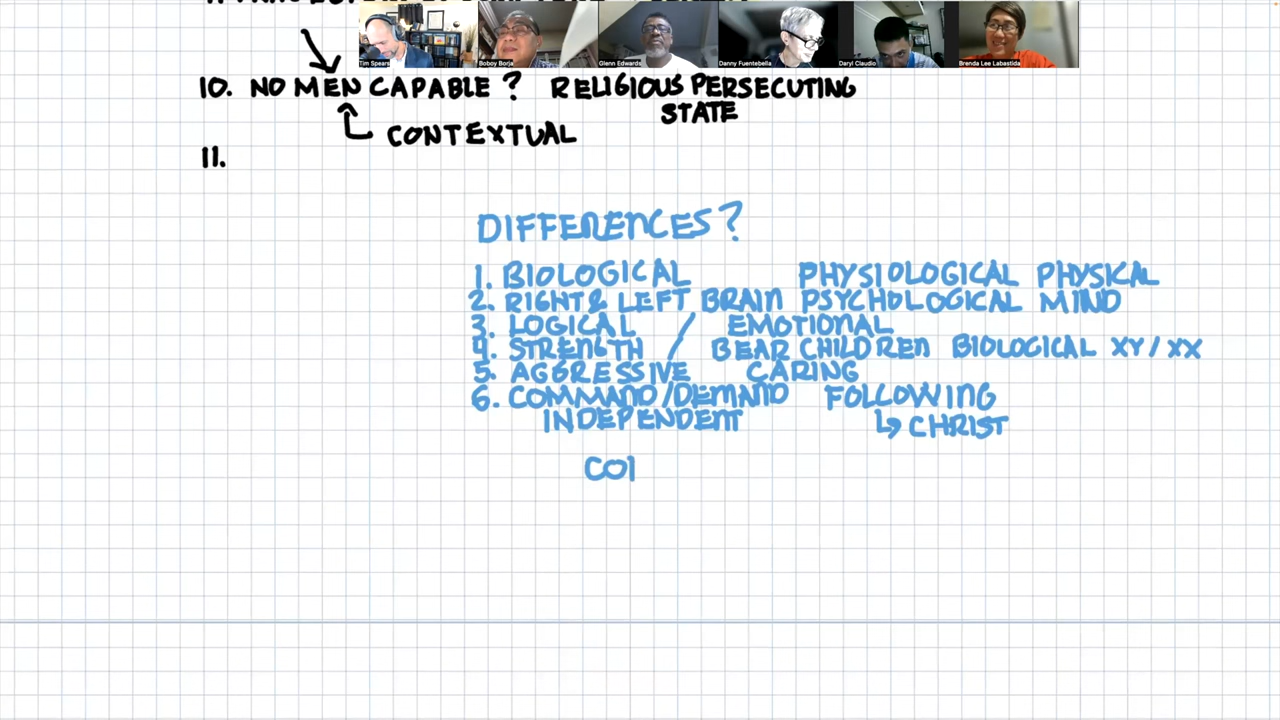 Tim Spears
Boboy Borja
Glenn Edwards
Danny Fuentebella
Daryl Claudio
Brenda Lee Labastida
10. NO MEN CAPABLE ? RELIGIOUS PERSECUTING
STATE
CONTEXTUAL
11.
DIFFERENCES?
1. BIOLOGICAL PHYSIOLOGICAL PHYSICAL
2. RIGHT & LEFT BRAIN PSYCHOLOGICAL MIND
3. LOGICAL / EMOTIONAL
4. STRENGTH / BEAR CHILDREN BIOLOGICAL XY / XX
5. AGGRESSIVE CARING
6. COMMAND/DEMAND FOLLOWING
INDEPENDENT CHRIST
COI